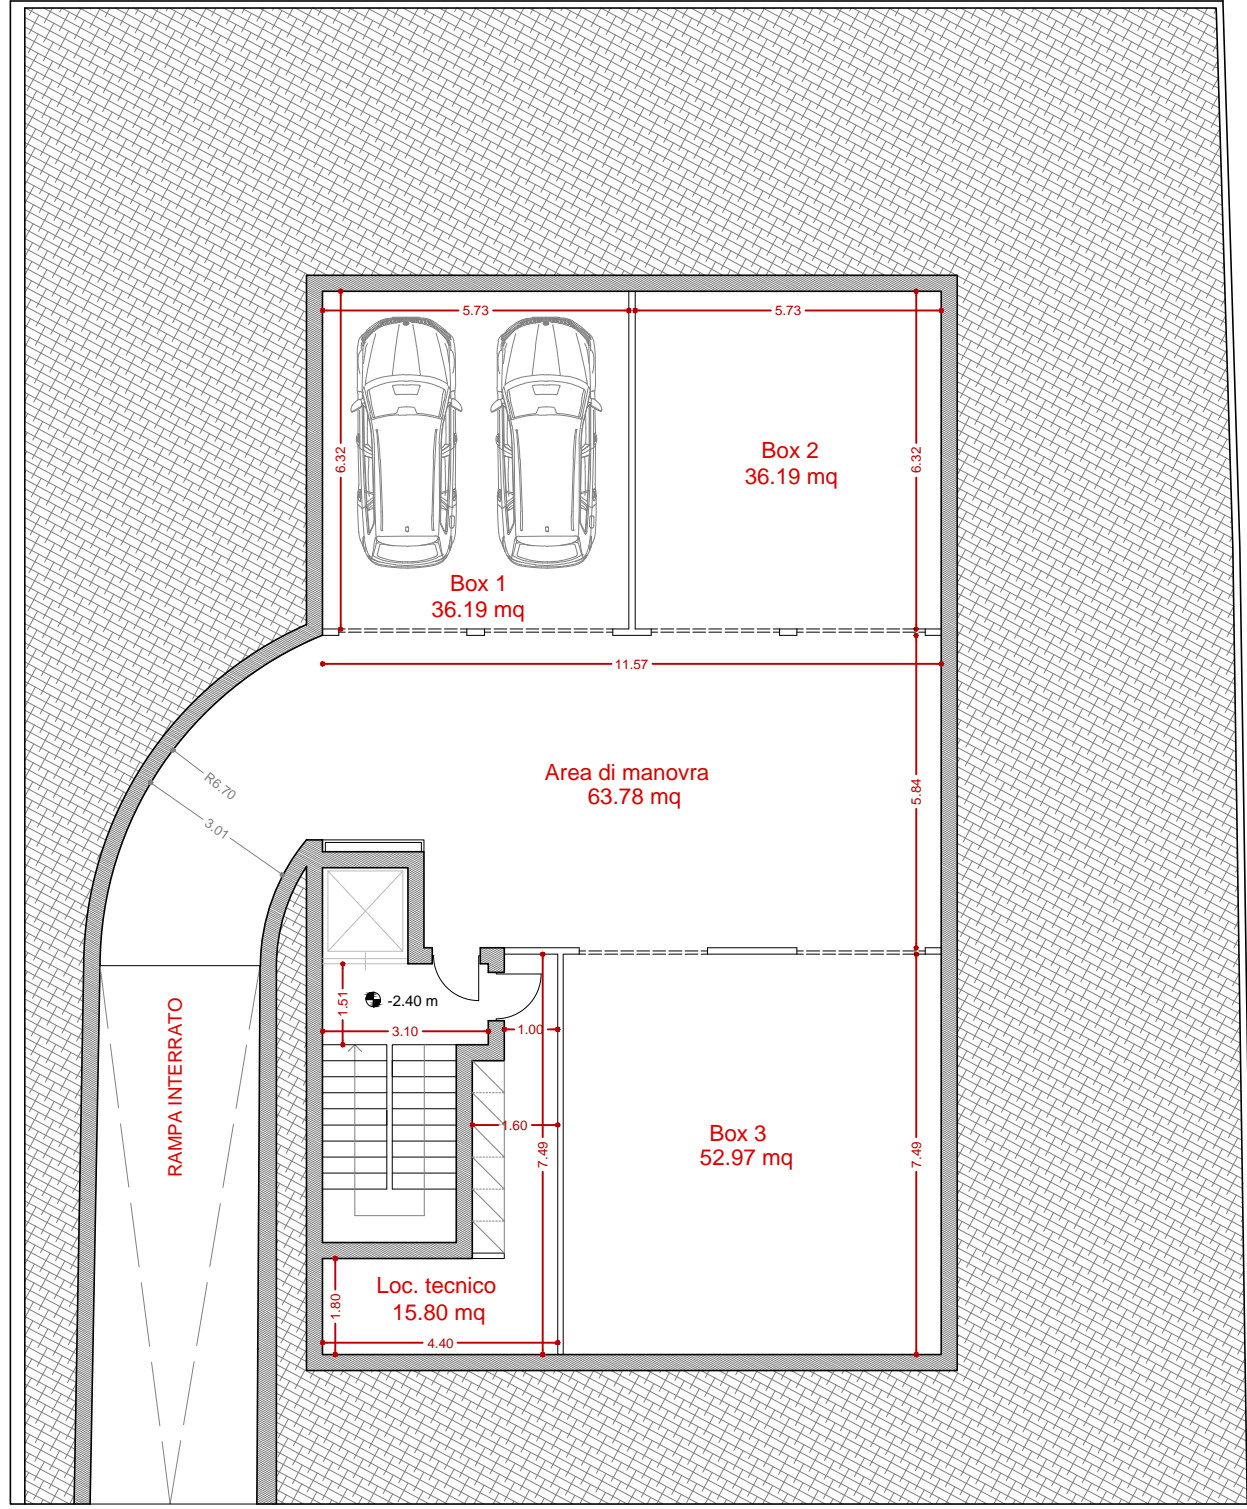 5.73
5.73
6.32
6.32
Box 2
36.19 mq
Box 1
36.19 mq
11.57
Area di manovra
63.78 mq
5.84
R6.70
3.01
1.51
-2.40 m
3.10
1.00
RAMPA INTERRATO
1.60
7.49
Box 3
52.97 mq
7.49
Loc. tecnico
15.80 mq
1.80
4.40